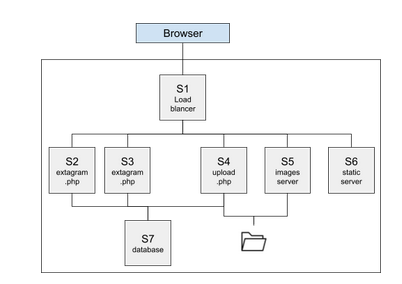 Browser
S1
Load
blancer
S2
extagram
.php
S3
extagram
.php
S4
upload
.php
S5
images
server
S6
static
server
S7
database